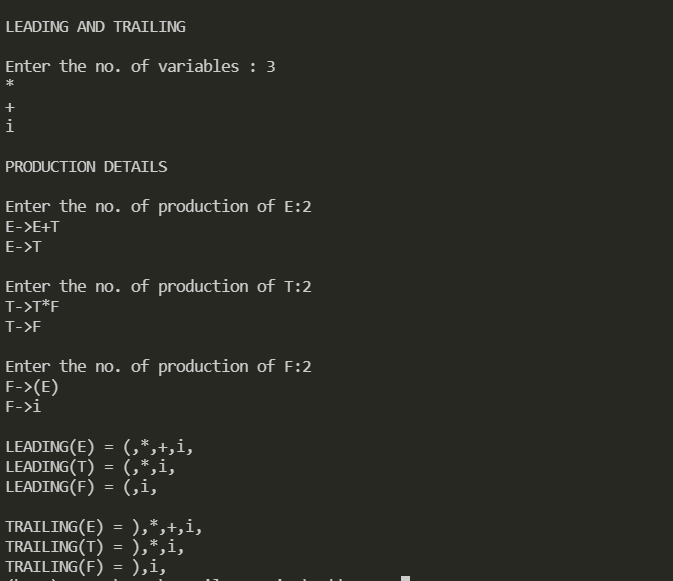 LEADING AND TRAILING
Enter the no. of variables : 3
*
+
i
PRODUCTION DETAILS
Enter the no. of production of E:2
E->E+T
E->T
Enter the no. of production of T:2
T->T*F
T->F
Enter the no. of production of F:2
F->(E)
F->i
LEADING(E) = (,*,+,i,
LEADING(T) = (,*,i,
LEADING(F) = (,i,
TRAILING(E) = ),*,+,i,
TRAILING(T) = ),*,i,
TRAILING(F) = ),i,